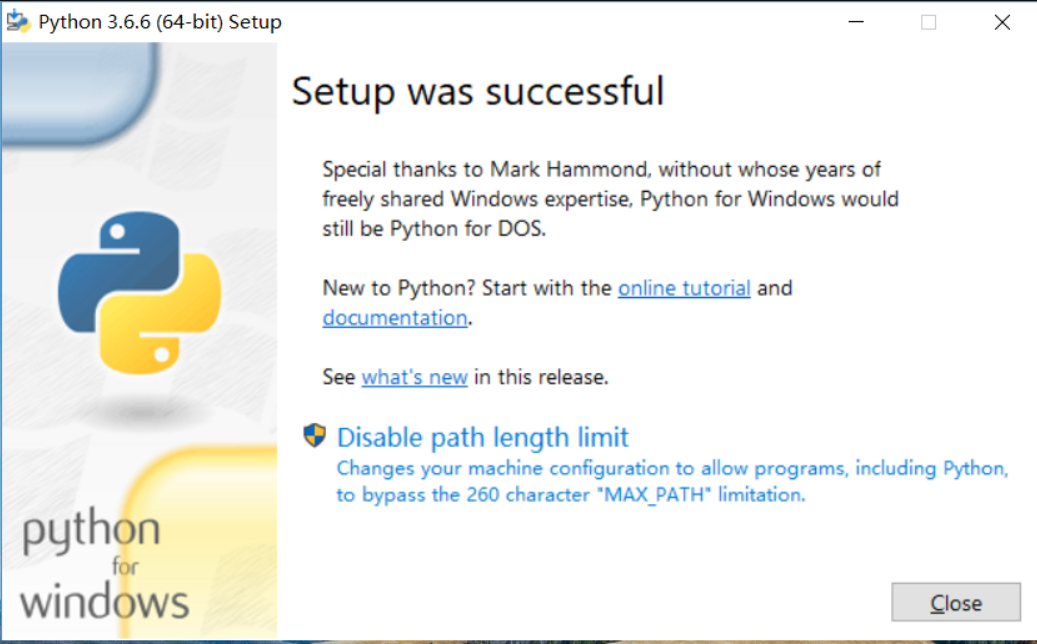 Python 3.6.6 (64-bit) Setup
Setup was successful
Special thanks to Mark Hammond, without whose years of
freely shared Windows expertise, Python for Windows would
still be Python for DOS.
New to Python? Start with the online tutorial and
documentation.
See what's new in this release.
Disable path length limit
Changes your machine configuration to allow programs, including Python,
to bypass the 260 character "MAX_PATH" limitation.
python
for
windows
Close